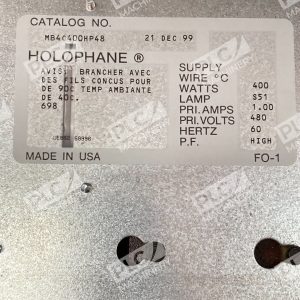 CATALOG NO.
MB4C400HP48 21 DEC 99
HOLOPHANE ®
AVIS: BRANCHER AVEC
DES FILS CONCUS POUR
DE 90C TEMP AMBIANTE
DE 40C.
698
SUPPLY
WIRE °C
WATTS 400
LAMP S51
PRI.AMPS 1.00
PRI.VOLTS 480
HERTZ 60
P.F. HIGH
MADE IN USA FO-1